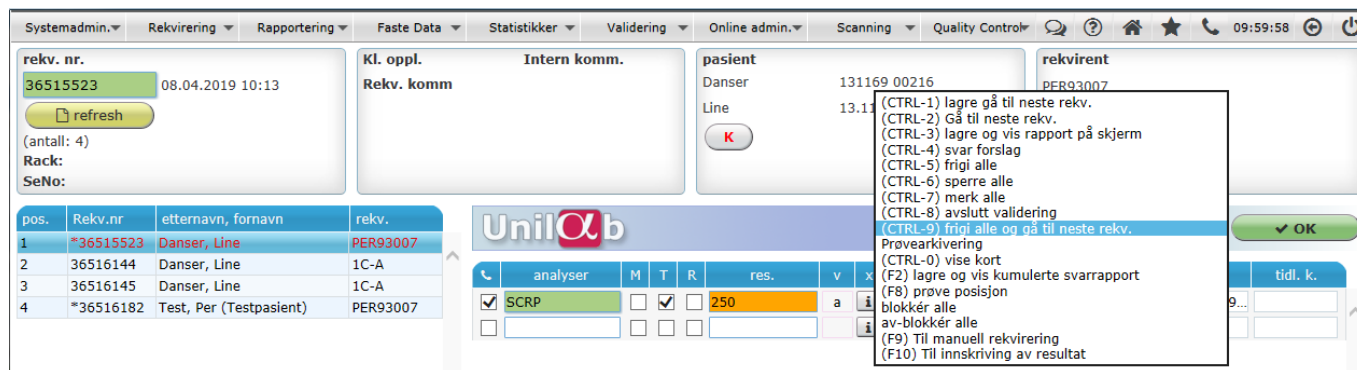 Systemadmin. Rekvirering Rapportering Faste Data Statistikker Validering Online admin. Scanning Quality Control 09:59:58
rekv. nr.
36515523 08.04.2019 10:13
refresh
(antall: 4)
Rack:
SeNo:
Kl. oppl. Intern komm.
Rekv. komm
pasient
Danser 131169 00216
Line 13.11
K
rekvirent
PER93007
(CTRL-1) lagre gå til neste rekv.
(CTRL-2) Gå til neste rekv.
(CTRL-3) lagre og vis rapport på skjerm
(CTRL-4) svar forslag
(CTRL-5) frigi alle
(CTRL-6) sperre alle
(CTRL-7) merk alle
(CTRL-8) avslutt validering
(CTRL-9) frigi alle og gå til neste rekv.
Prøvearkivering
(CTRL-0) vise kort
(F2) lagre og vis kumulerte svarrapport
(F8) prøve posisjon
blokkér alle
av-blokkér alle
(F9) Til manuell rekvirering
(F10) Til innskriving av resultat
pos. Rekv.nr etternavn, fornavn rekv.
1 *36515523 Danser, Line PER93007
2 36516144 Danser, Line 1C-A
3 36516145 Danser, Line 1C-A
4 *36516182 Test, Per (Testpasient) PER93007
Unilab
OK
analyser M T R res. v x tidl. k.
SCRP 250 a i 9...
i